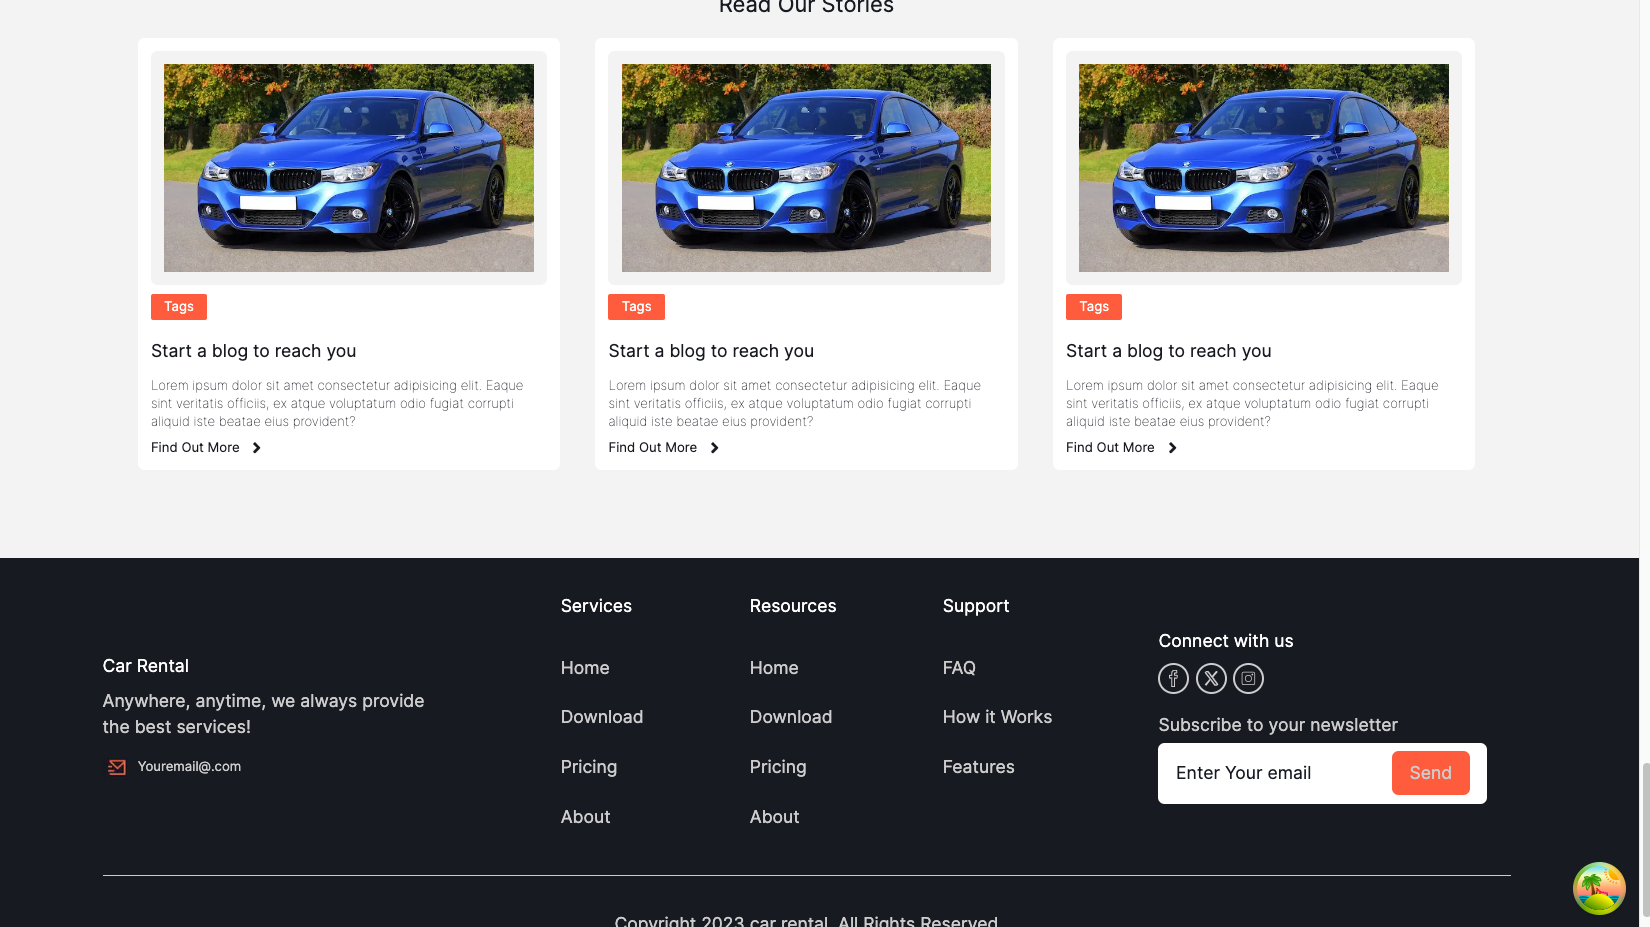 Read Our Stories
Tags
Start a blog to reach you
Lorem ipsum dolor sit amet consectetur adipisicing elit. Eaque
sint veritatis officiis, ex atque voluptatum odio fugiat corrupti
aliquid iste beatae eius provident?
Find Out More
Tags
Start a blog to reach you
Lorem ipsum dolor sit amet consectetur adipisicing elit. Eaque
sint veritatis officiis, ex atque voluptatum odio fugiat corrupti
aliquid iste beatae eius provident?
Find Out More
Tags
Start a blog to reach you
Lorem ipsum dolor sit amet consectetur adipisicing elit. Eaque
sint veritatis officiis, ex atque voluptatum odio fugiat corrupti
aliquid iste beatae eius provident?
Find Out More
Car Rental
Anywhere, anytime, we always provide
the best services!
Youremail@.com
Services
Home
Download
Pricing
About
Resources
Home
Download
Pricing
About
Support
FAQ
How it Works
Features
Connect with us
Subscribe to your newsletter
Enter Your email
Send
Copyright 2023 car rental. All Rights Reserved